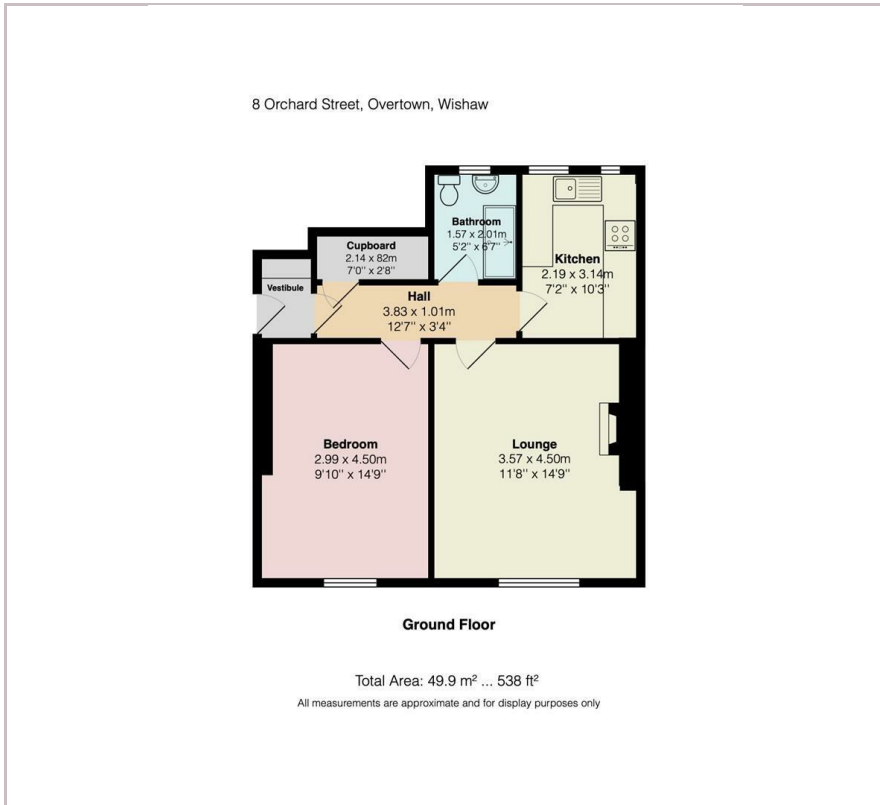 8 Orchard Street, Overtown, Wishaw
Bathroom
1.57 x 2.01m
5'2" x 6'7"
Cupboard
2.14 x 82m
7'0" x 2'8"
Kitchen
2.19 x 3.14m
7'2" x 10'3"
Vestibule
Hall
3.83 x 1.01m
12'7" x 3'4"
Bedroom
2.99 x 4.50m
9'10" x 14'9"
Lounge
3.57 x 4.50m
11'8" x 14'9"
Ground Floor
Total Area: 49.9 m² ... 538 ft²
All measurements are approximate and for display purposes only